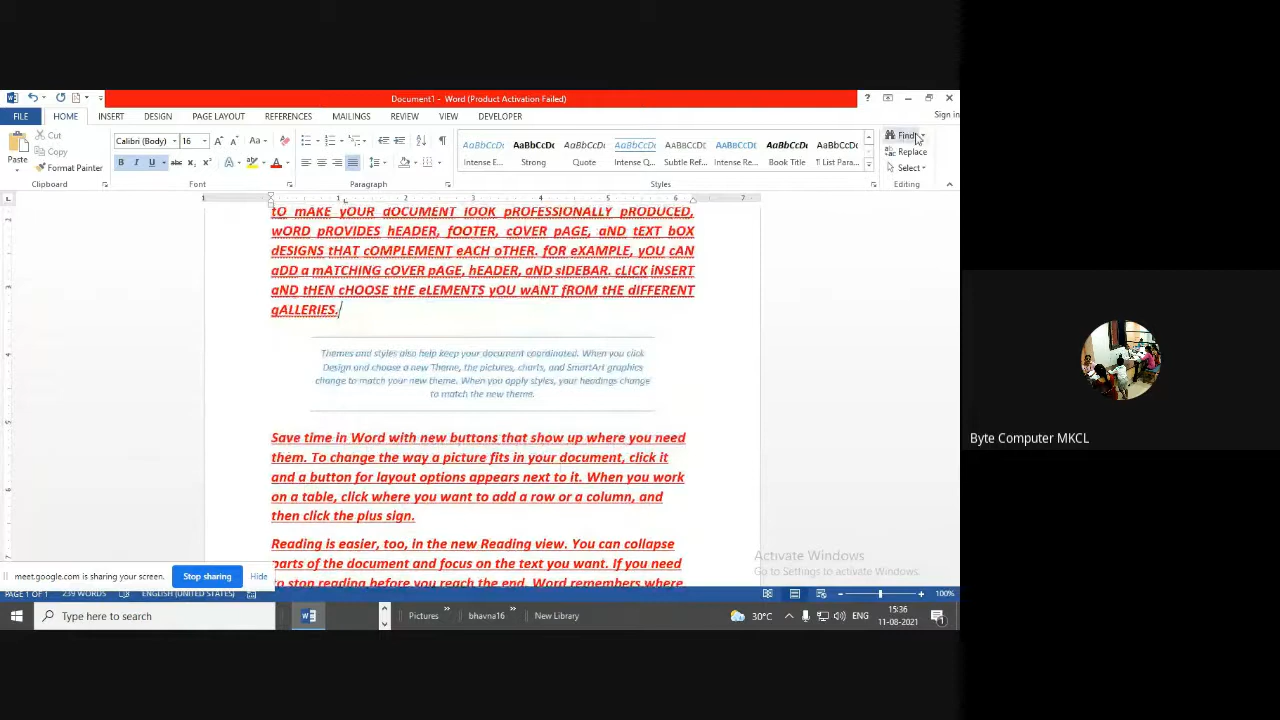 Document1 - Word (Product Activation Failed)
FILE HOME INSERT DESIGN PAGE LAYOUT REFERENCES MAILINGS REVIEW VIEW DEVELOPER Sign in
Cut
Copy
Format Painter
Paste
Clipboard
Calibri (Body) 16
Font
Paragraph
AaBbCcDc AaBbCcDc AaBbCcDc AaBbCcDc AaBbCcDc AaBbCcDc AaBbCcDc AaBbCcDc
Intense E... Strong Quote Intense Q... Subtle Ref... Intense Re... Book Title ¶ List Para...
Styles
Find
Replace
Select
Editing
tO mAKE yOUR dOCUMENT lOOK pROFESSIONALLY pRODUCED,
wORD pROVIDES hEADER, fOOTER, cOVER pAGE, aND tEXT bOX
dESIGNS tHAT cOMPLEMENT eACH oTHER. fOR eXAMPLE, yOU CAN
aDD a mATCHING cOVER pAGE, hEADER, aND sIDEBAR. cLICK iNSERT
aND tHEN cHOOSE tHE eLEMENTS yOU wANT fROM tHE dIFFERENT
gALLERIES.
Themes and styles also help keep your document coordinated. When you click
Design and choose a new Theme, the pictures, charts, and SmartArt graphics
change to match your new theme. When you apply styles, your headings change
to match the new theme.
Save time in Word with new buttons that show up where you need
them. To change the way a picture fits in your document, click it
and a button for layout options appears next to it. When you work
on a table, click where you want to add a row or a column, and
then click the plus sign.
Reading is easier, too, in the new Reading view. You can collapse
parts of the document and focus on the text you want. If you need
to stop reading before you reach the end, Word remembers where
Activate Windows
Go to Settings to activate Windows.
meet.google.com is sharing your screen. Stop sharing Hide
PAGE 1 OF 1 239 WORDS ENGLISH (UNITED STATES) 100%
Type here to search Pictures bhavna16 New Library 30°C ENG
15:36
11-08-2021
Byte Computer MKCL